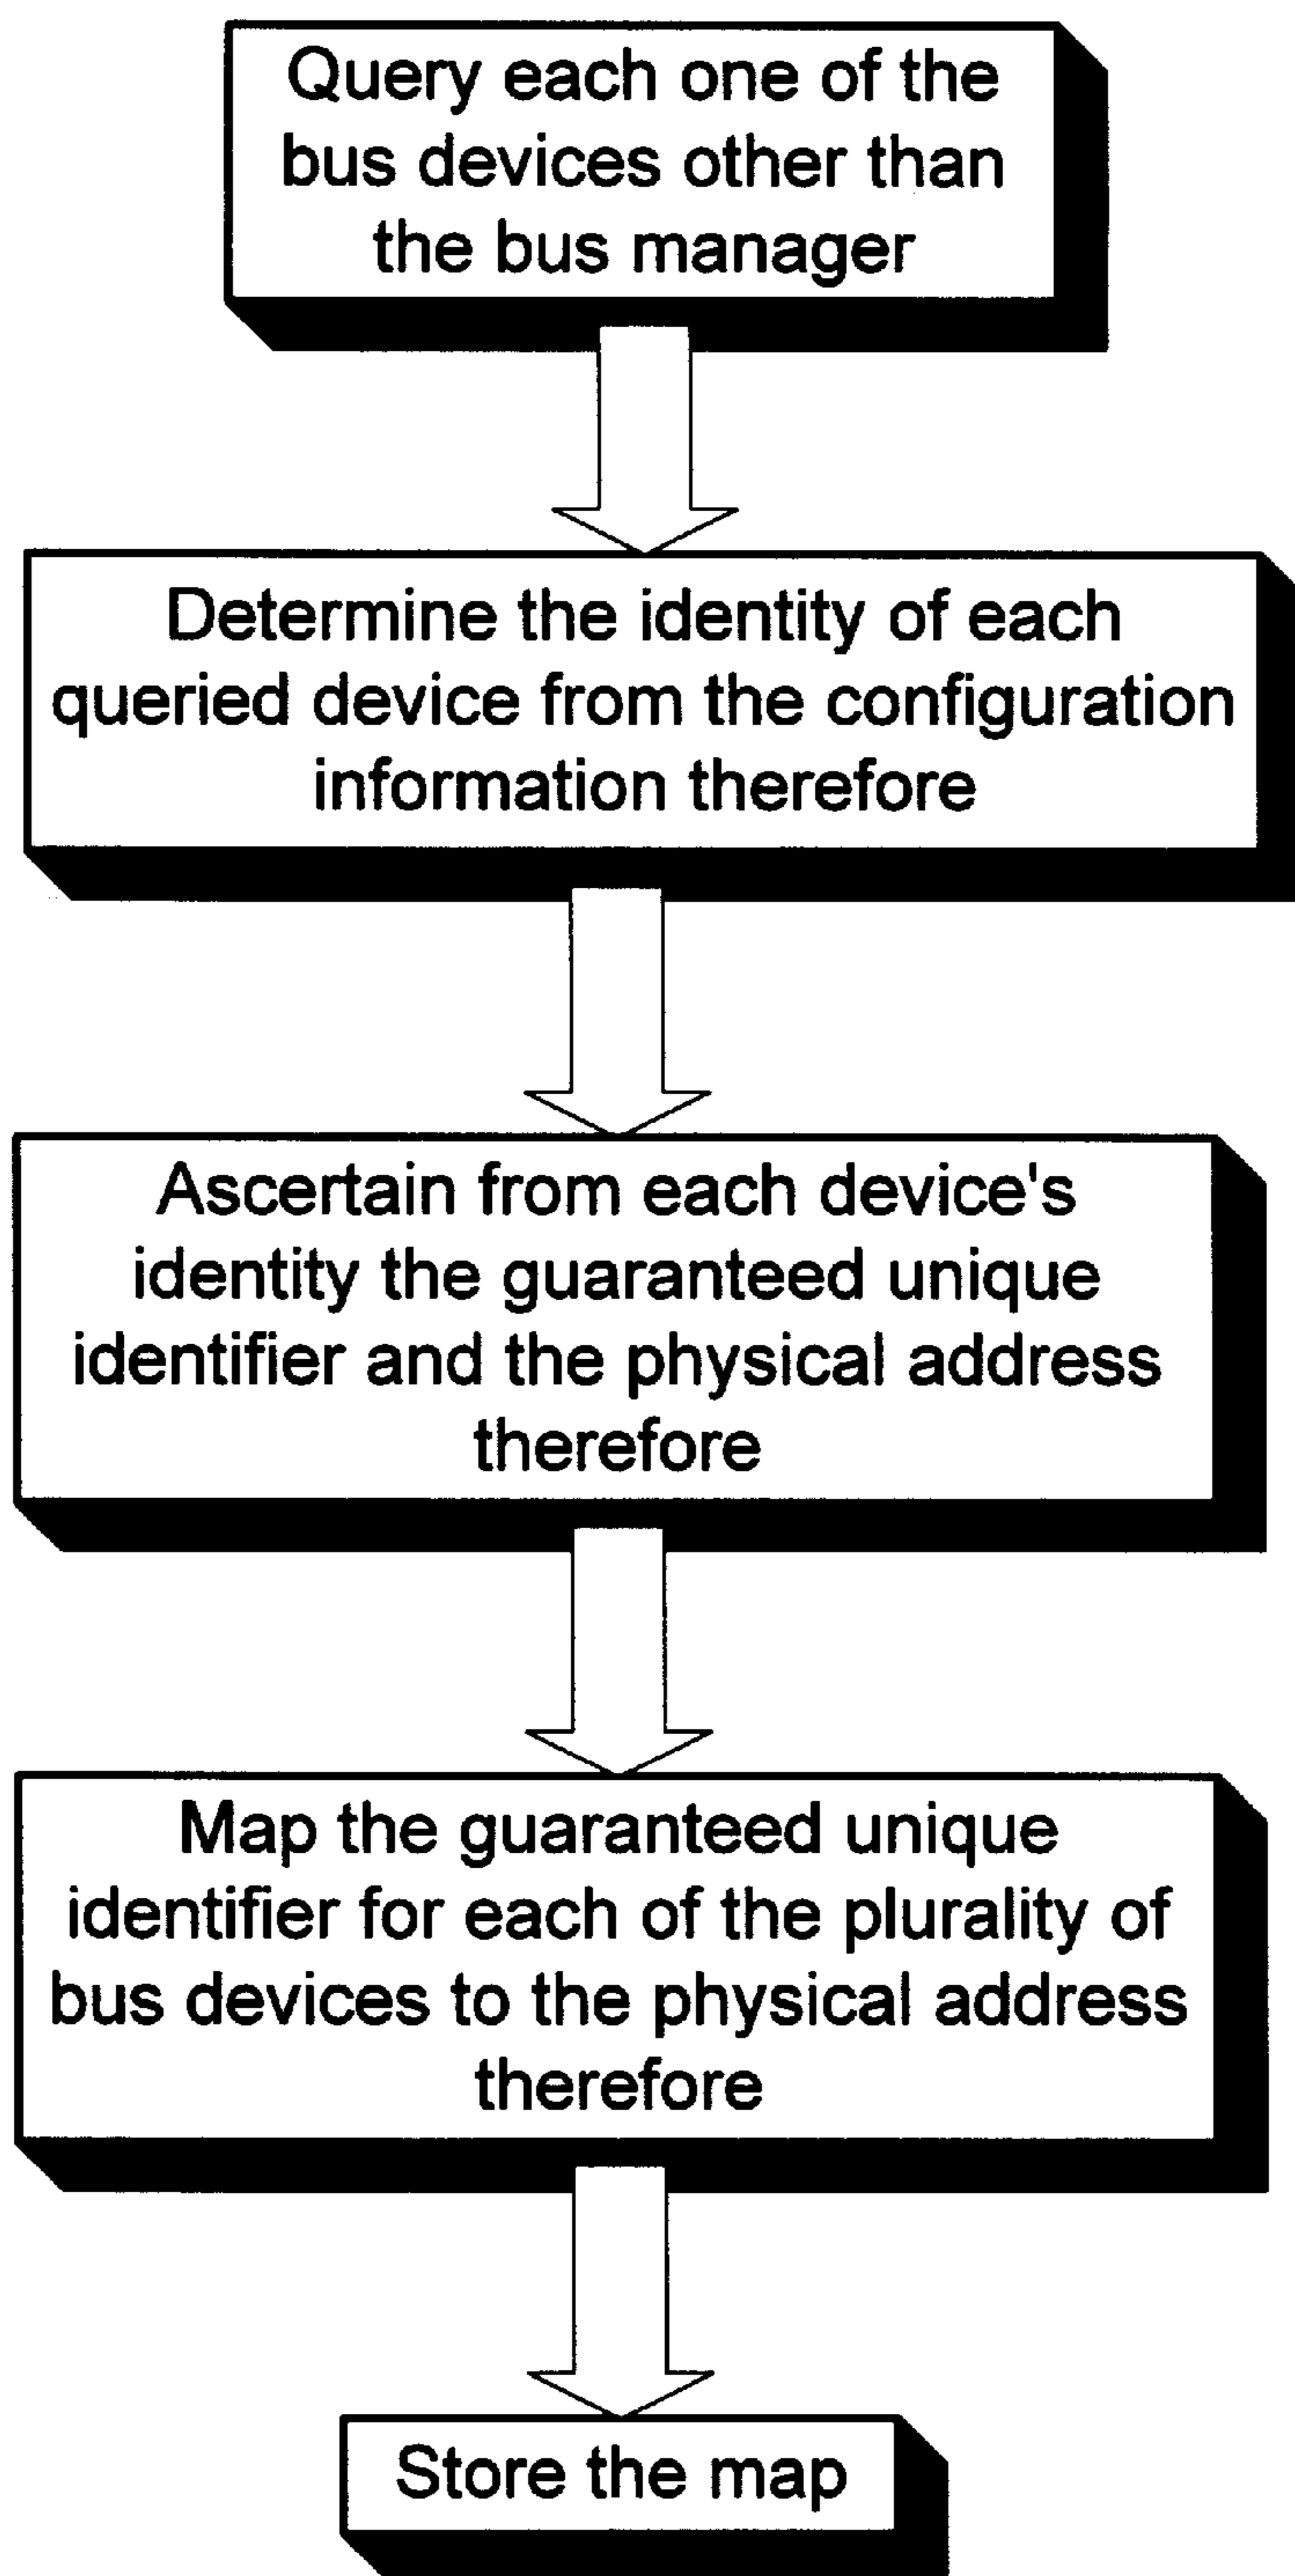 Query each one of the
bus devices other than
the bus manager
Determine the identity of each
queried device from the configuration
information therefore
Ascertain from each device's
identity the guaranteed unique
identifier and the physical address
therefore
Map the guaranteed unique
identifier for each of the plurality of
bus devices to the physical address
therefore
Store the map